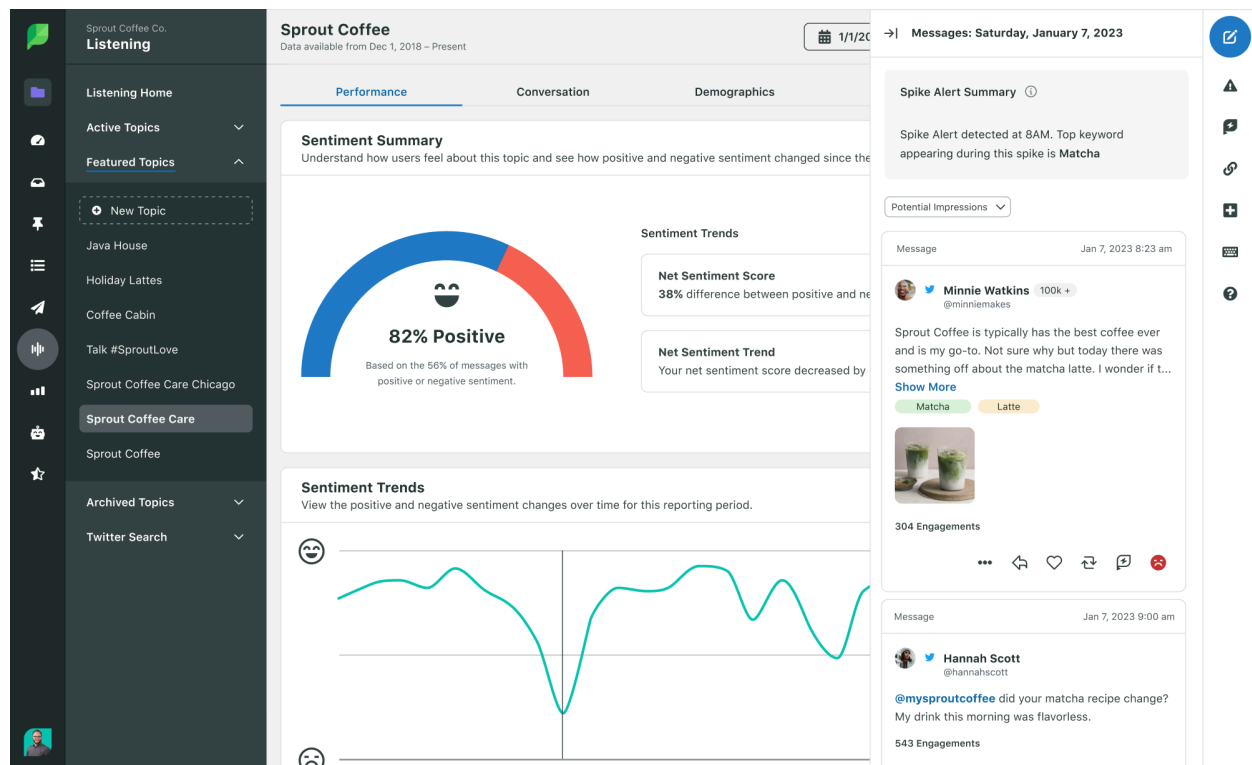 Sprout Coffee Co.
Listening
Listening Home
Active Topics
Featured Topics
New Topic
Java House
Holiday Lattes
Coffee Cabin
Talk #SproutLove
Sprout Coffee Care Chicago
Sprout Coffee Care
Sprout Coffee
Archived Topics
Twitter Search
Sprout Coffee
Data available from Dec 1, 2018 – Present
1/1/20
Performance
Conversation
Demographics
Sentiment Summary
Understand how users feel about this topic and see how positive and negative sentiment changed since the
82% Positive
Based on the 56% of messages with
positive or negative sentiment.
Sentiment Trends
Net Sentiment Score
38% difference between positive and ne
Net Sentiment Trend
Your net sentiment score decreased by
Sentiment Trends
View the positive and negative sentiment changes over time for this reporting period.
Messages: Saturday, January 7, 2023
Spike Alert Summary
Spike Alert detected at 8AM. Top keyword
appearing during this spike is Matcha
Potential Impressions
Message
Jan 7, 2023 8:23 am
Minnie Watkins 100k +
@minniemakes
Sprout Coffee is typically has the best coffee ever
and is my go-to. Not sure why but today there was
something off about the matcha latte. I wonder if t...
Show More
Matcha
Latte
304 Engagements
Message
Jan 7, 2023 9:00 am
Hannah Scott
@hannahscott
@mysproutcoffee did your matcha recipe change?
My drink this morning was flavorless.
543 Engagements